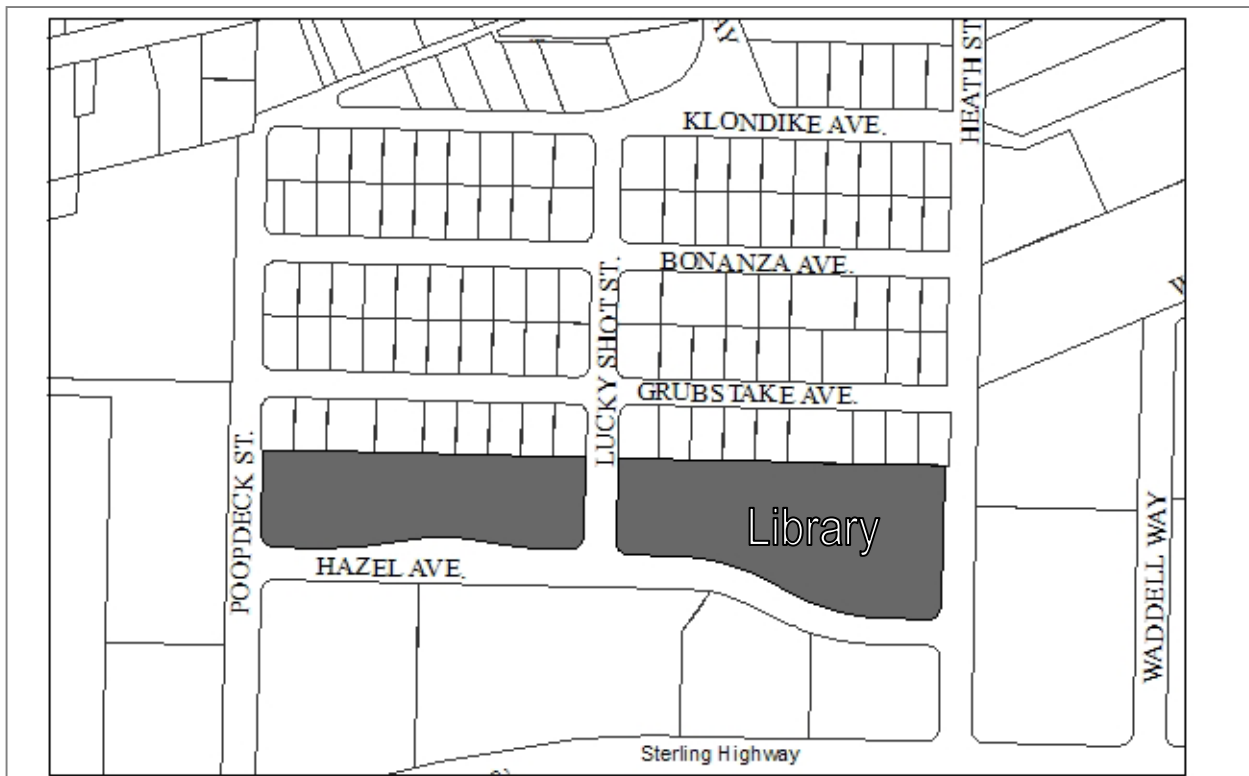 HEATH ST.
KLONDIKE AVE.
BONANZA AVE.
LUCKY SHOT ST.
GRUBSTAKE AVE.
POOPDECK ST.
Library
HAZEL AVE.
WADDELL WAY
Sterling Highway